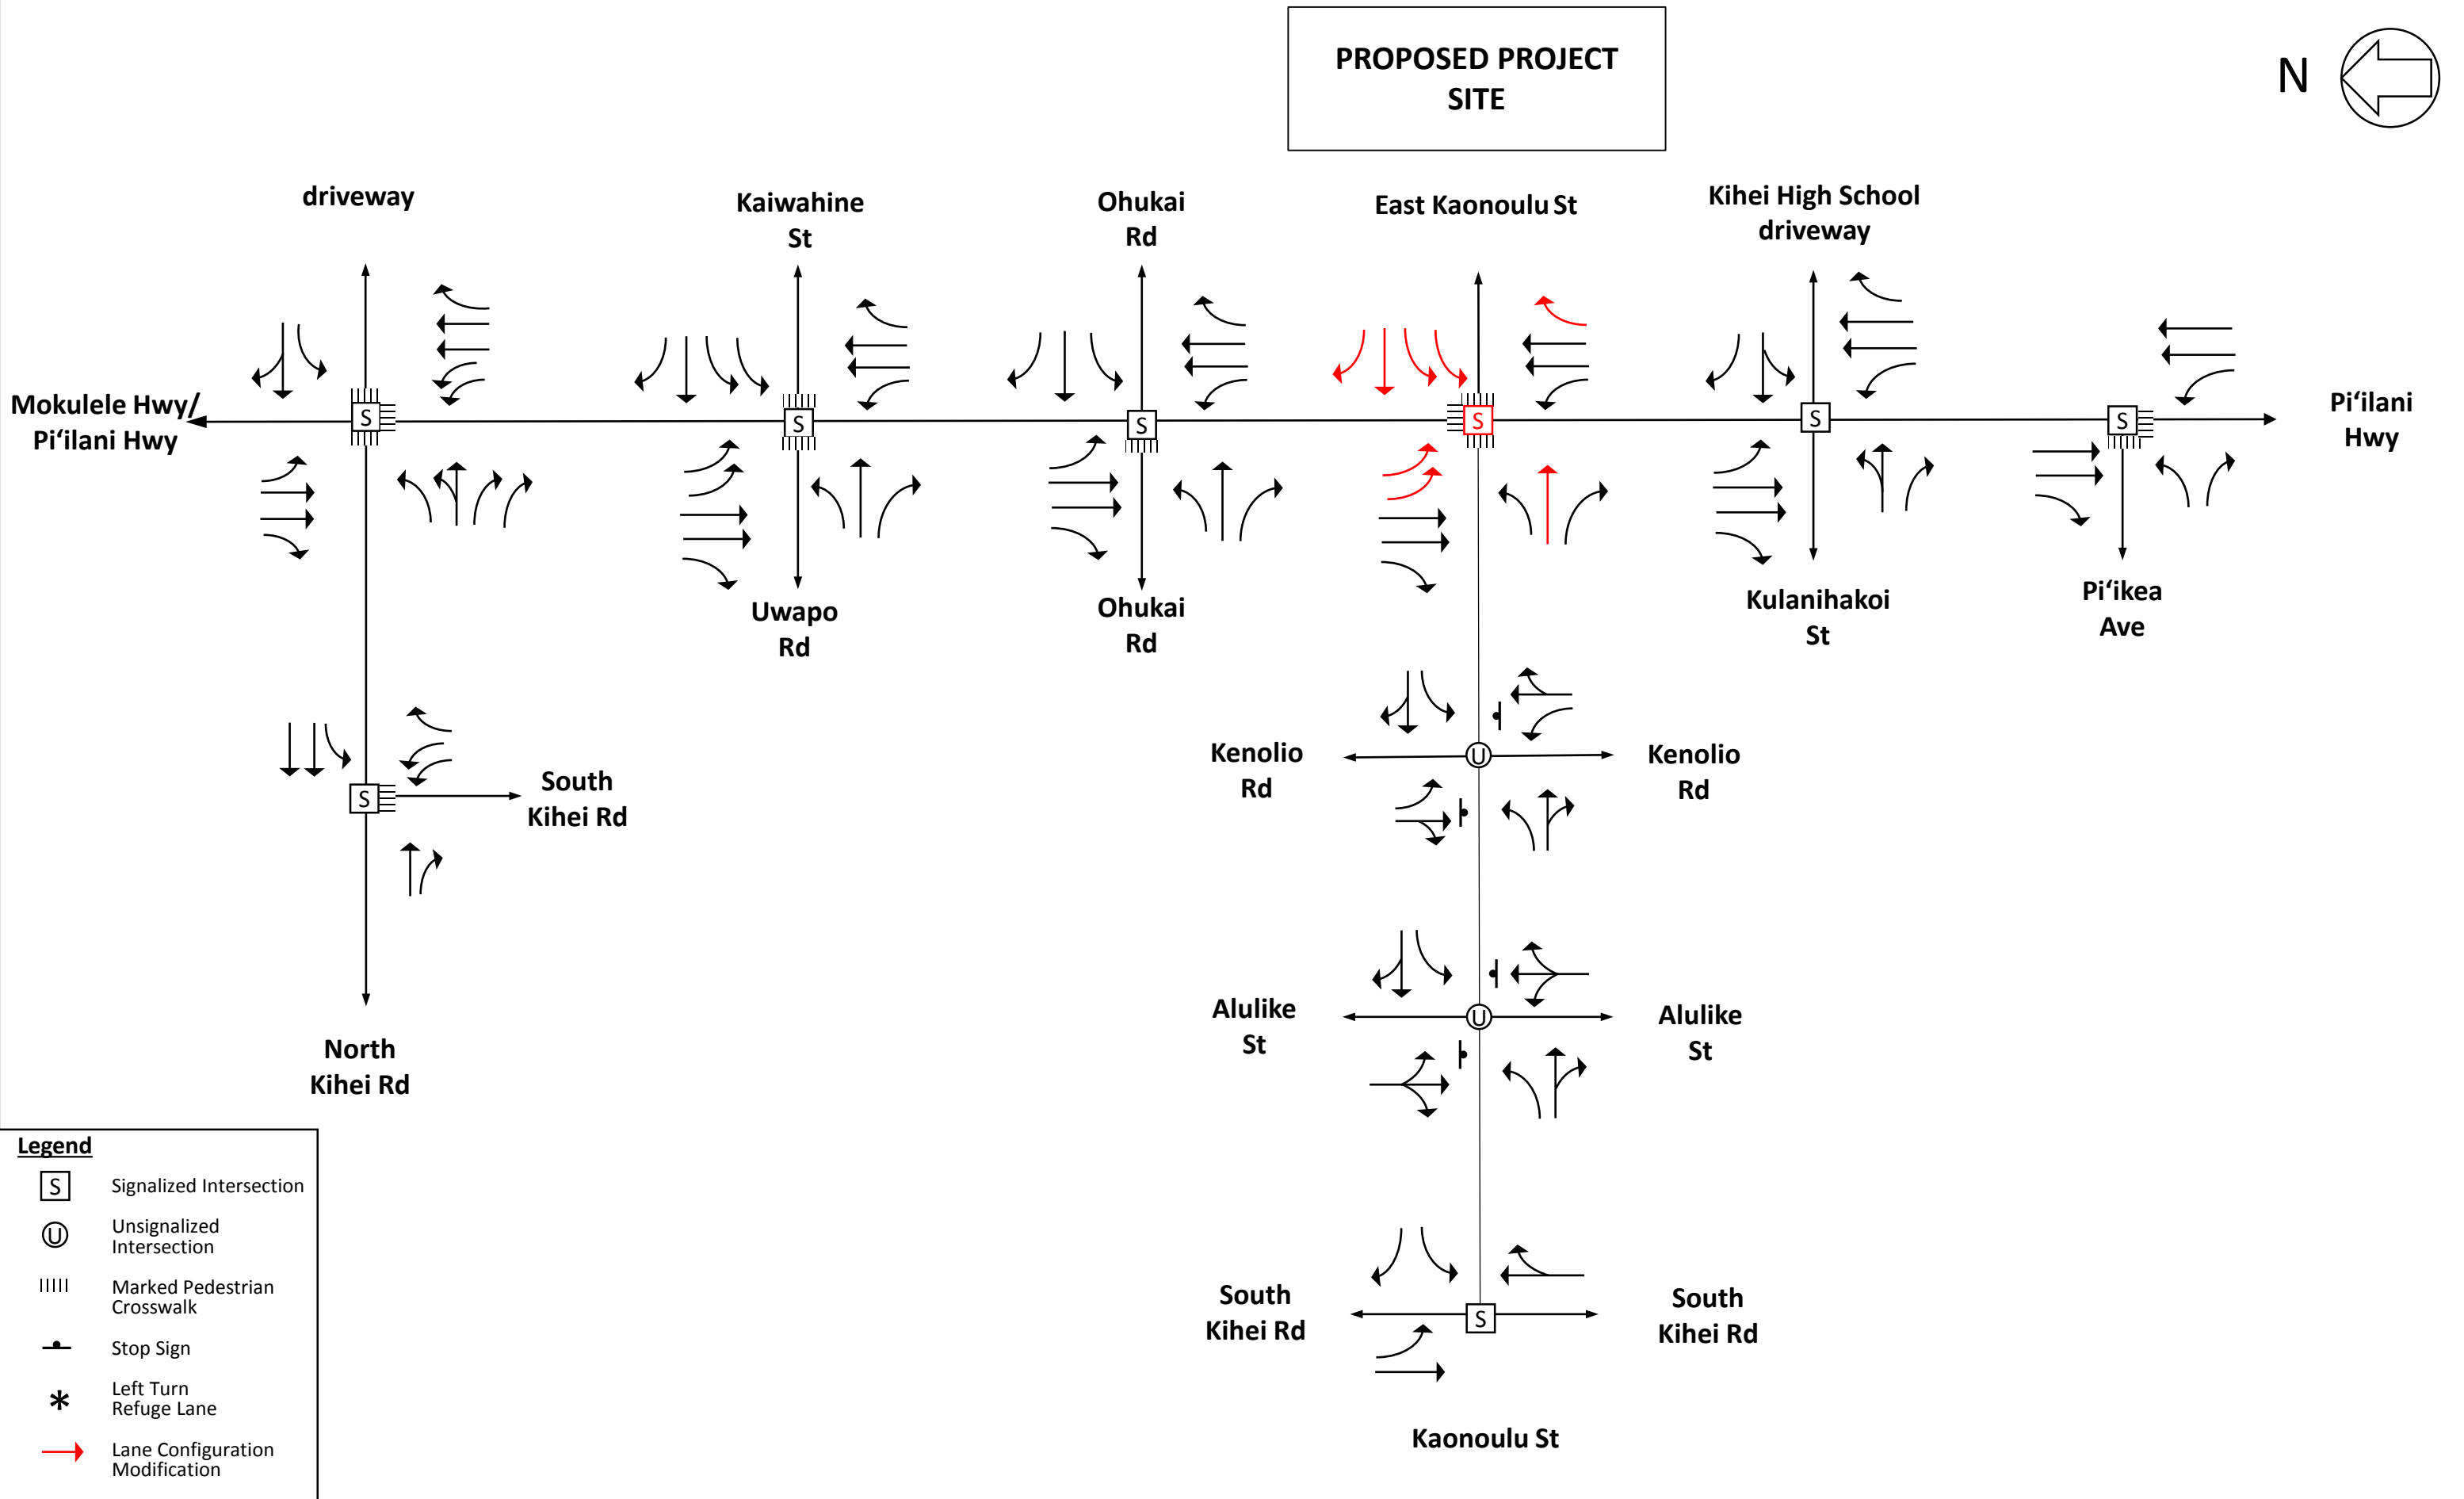 PROPOSED PROJECT
SITE
N
driveway
Kaiwahine
St
Ohukai
Rd
East Kaonoulu St
Kihei High School
driveway
Mokulele Hwy/
Pi‘ilani Hwy
S
S
S
S
S
S
Pi‘ilani
Hwy
Uwapo
Rd
Ohukai
Rd
Kulanihakoi
St
Pi‘ikea
Ave
S
South
Kihei Rd
Kenolio
Rd
U
Kenolio
Rd
North
Kihei Rd
Alulike
St
U
Alulike
St
South
Kihei Rd
S
South
Kihei Rd
Kaonoulu St
Legend
S
Signalized Intersection
U
Unsignalized
Intersection
Marked Pedestrian
Crosswalk
Stop Sign
*
Left Turn
Refuge Lane
Lane Configuration
Modification